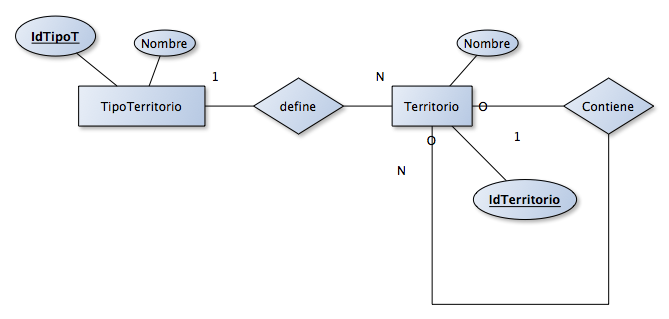 IdTipoT
Nombre
Nombre
1
N
TipoTerritorio
define
Territorio
O
Contiene
O
1
N
IdTerritorio